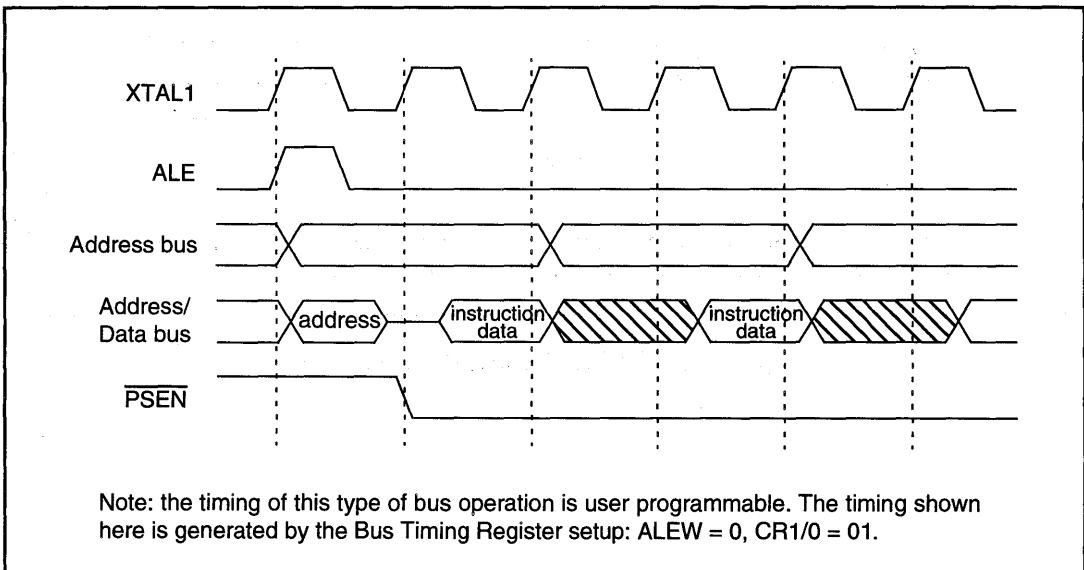 XTAL1
ALE
Address bus
Address/
Data bus
address
instruction
data
instruction
data
PSEN
Note: the timing of this type of bus operation is user programmable. The timing shown
here is generated by the Bus Timing Register setup: ALEW = 0, CR1/0 = 01.